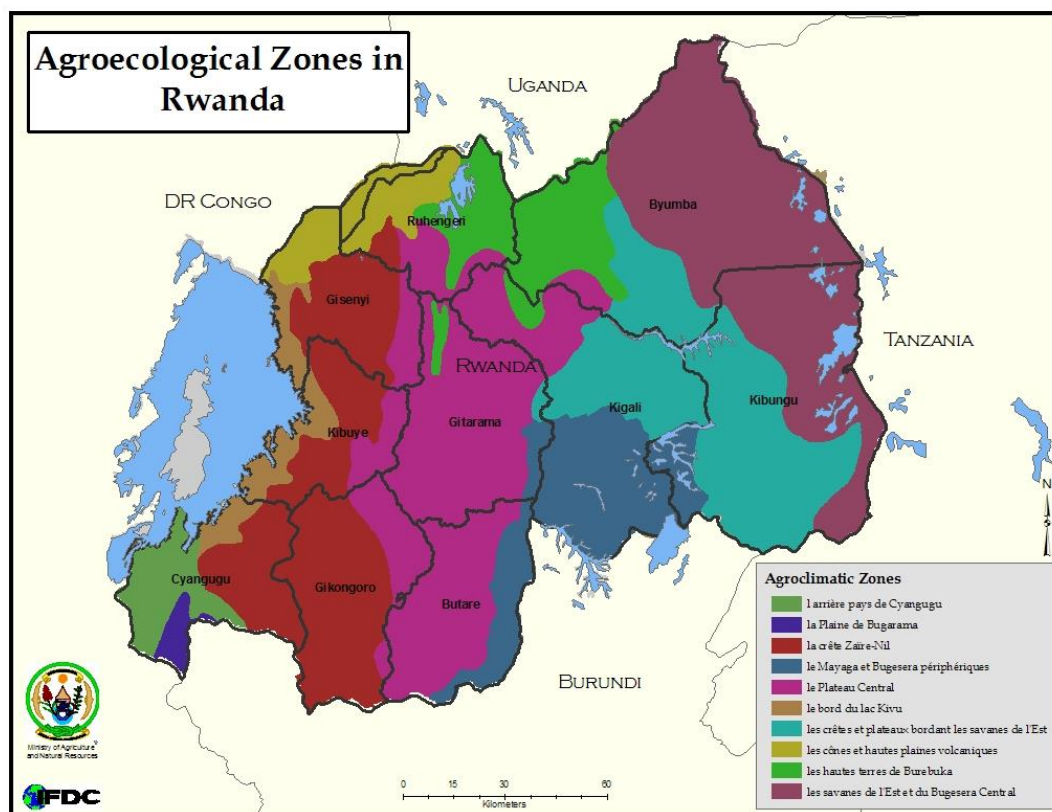 Agroecological Zones in
Rwanda
UGANDA
DR CONGO
Byumba
Ruhengeri
Gisenyi
TANZANIA
RWANDA
Kibungu
Kigali
Gitarama
Kibuye
N
Cyangugu
Gikongoro
Butare
BURUNDI
Agroclimatic Zones
l arrière pays de Cyangugu
la Plaine de Bugarama
la crête Zaïre-Nil
le Mayaga et Bugesera périphériques
le Plateau Central
le bord du lac Kivu
les crêtes et plateaux bordant les savanes de l'Est
les cônes et hautes plaines volcaniques
les hautes terres de Burebuka
les savanes de l'Est et du Bugesera Central
Ministry of Agriculture
and Natural Resources
IFDC
0 15 30 60
Kilometers